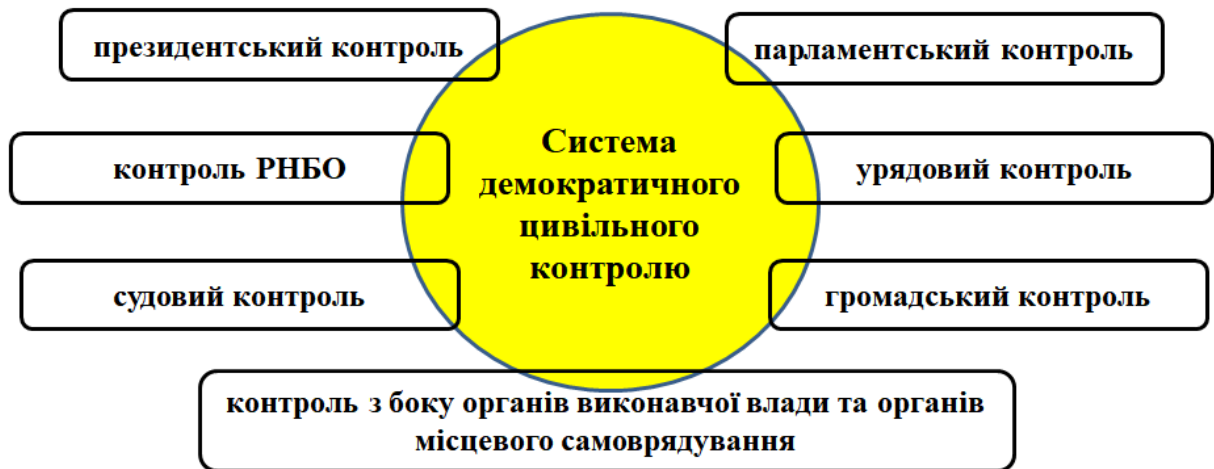 президентський контроль
парламентський контроль
контроль РНБО
Система
демократичного
цивільного
контролю
урядовий контроль
судовий контроль
громадський контроль
контроль з боку органів виконавчої влади та органів
місцевого самоврядування